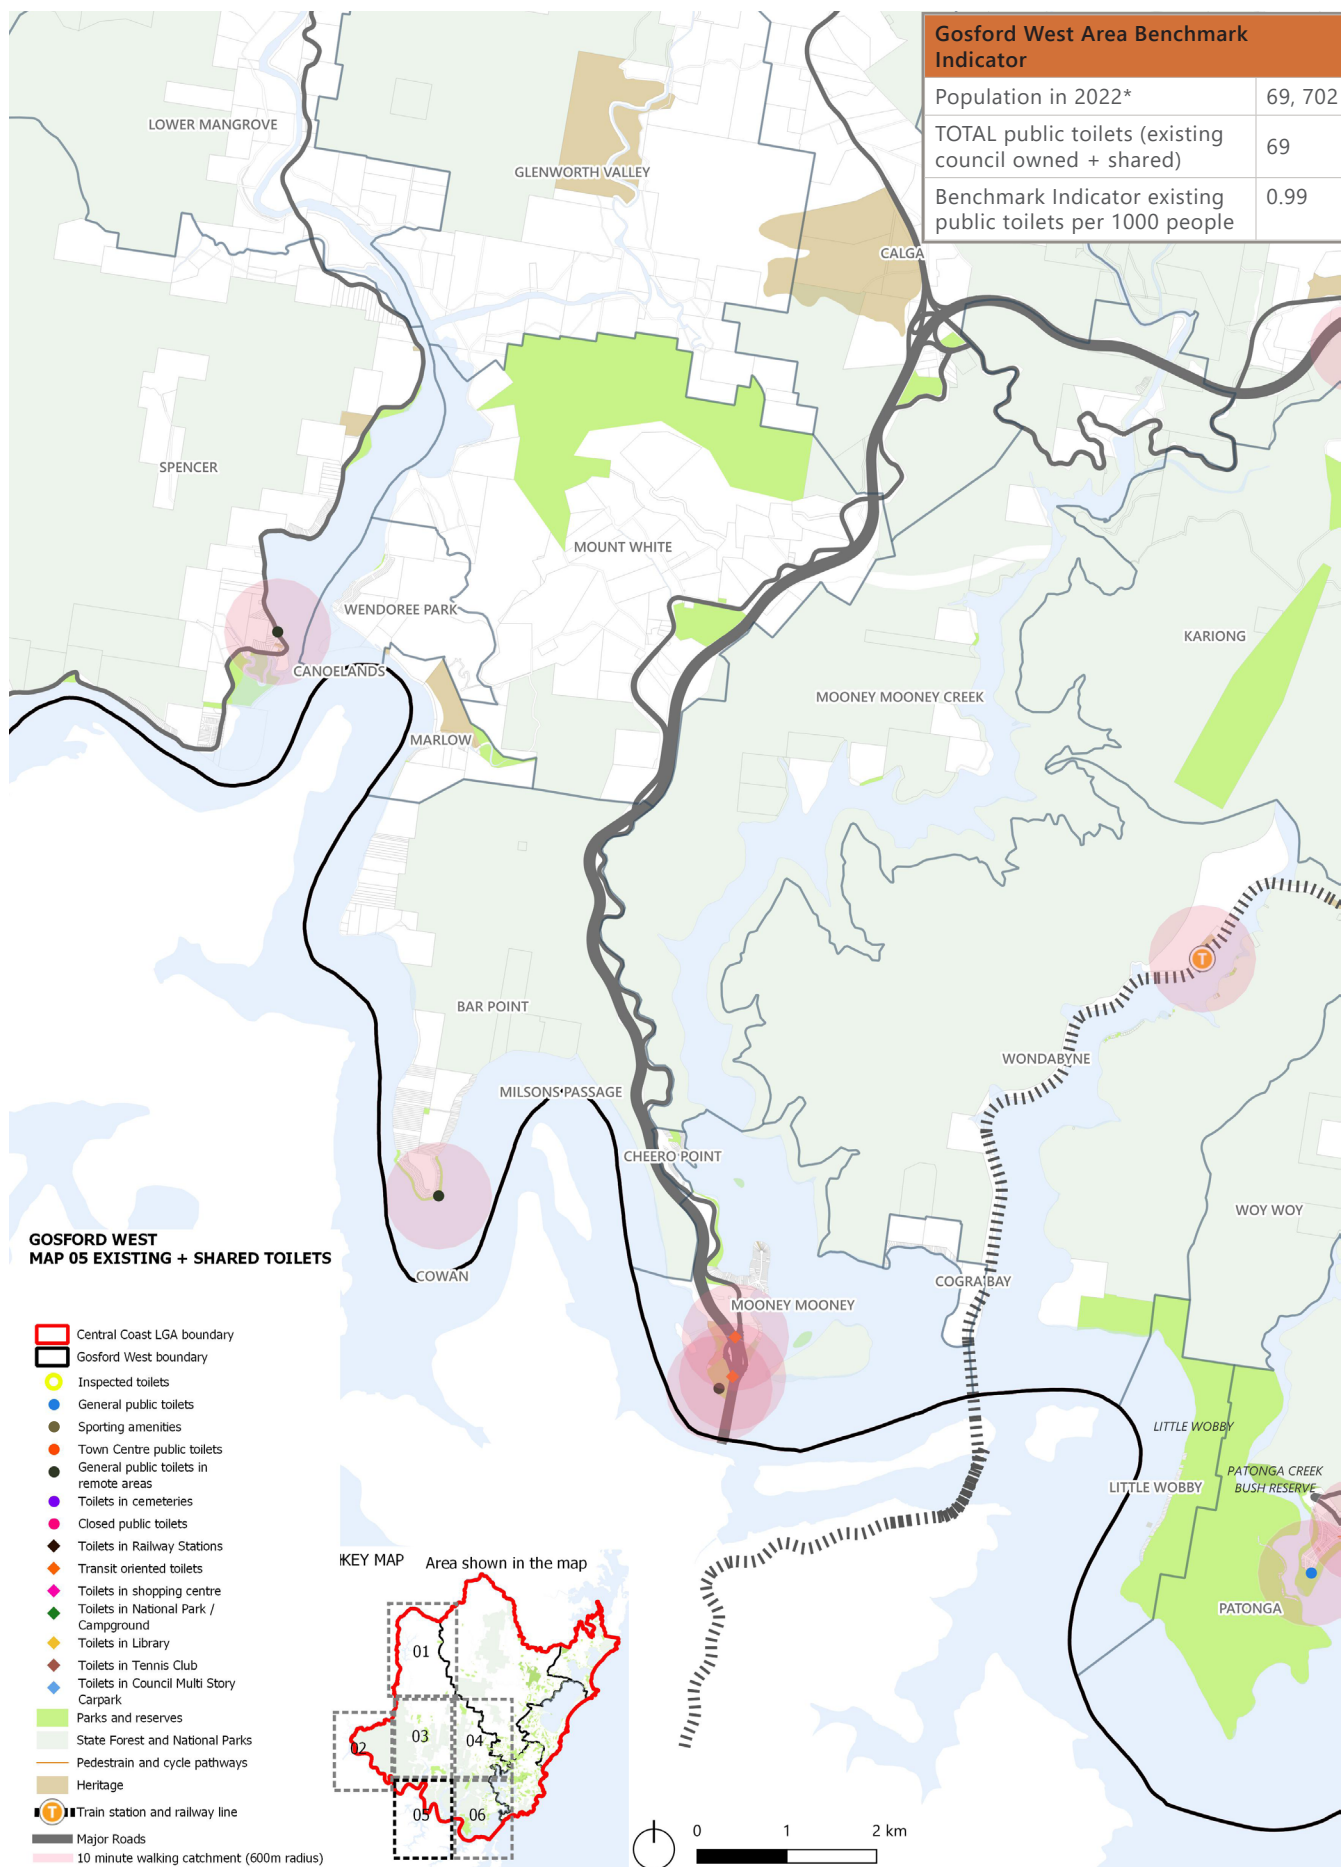 Gosford West Area Benchmark
Indicator
Population in 2022* 69, 702
TOTAL public toilets (existing
council owned + shared) 69
Benchmark Indicator existing
public toilets per 1000 people 0.99
LOWER MANGROVE
GLENWORTH VALLEY
CALGA
SPENCER
MOUNT WHITE
WENDOREE PARK
KARIONG
CANOELANDS
MOONEY MOONEY CREEK
MARLOW
T
BAR POINT
WONDABYNE
MILSONS PASSAGE
CHEERO POINT
WOY WOY
COWAN
COGRA BAY
MOONEY MOONEY
LITTLE WOBBY
PATONGA CREEK
BUSH RESERVE
LITTLE WOBBY
PATONGA
GOSFORD WEST
MAP 05 EXISTING + SHARED TOILETS
Central Coast LGA boundary
Gosford West boundary
Inspected toilets
General public toilets
Sporting amenities
Town Centre public toilets
General public toilets in
remote areas
Toilets in cemeteries
Closed public toilets
Toilets in Railway Stations
Transit oriented toilets
Toilets in shopping centre
Toilets in National Park /
Campground
Toilets in Library
Toilets in Tennis Club
Toilets in Council Multi Story
Carpark
Parks and reserves
State Forest and National Parks
Pedestrain and cycle pathways
Heritage
T Train station and railway line
Major Roads
10 minute walking catchment (600m radius)
KEY MAP Area shown in the map
01
02
03
04
05
06
0 1 2 km